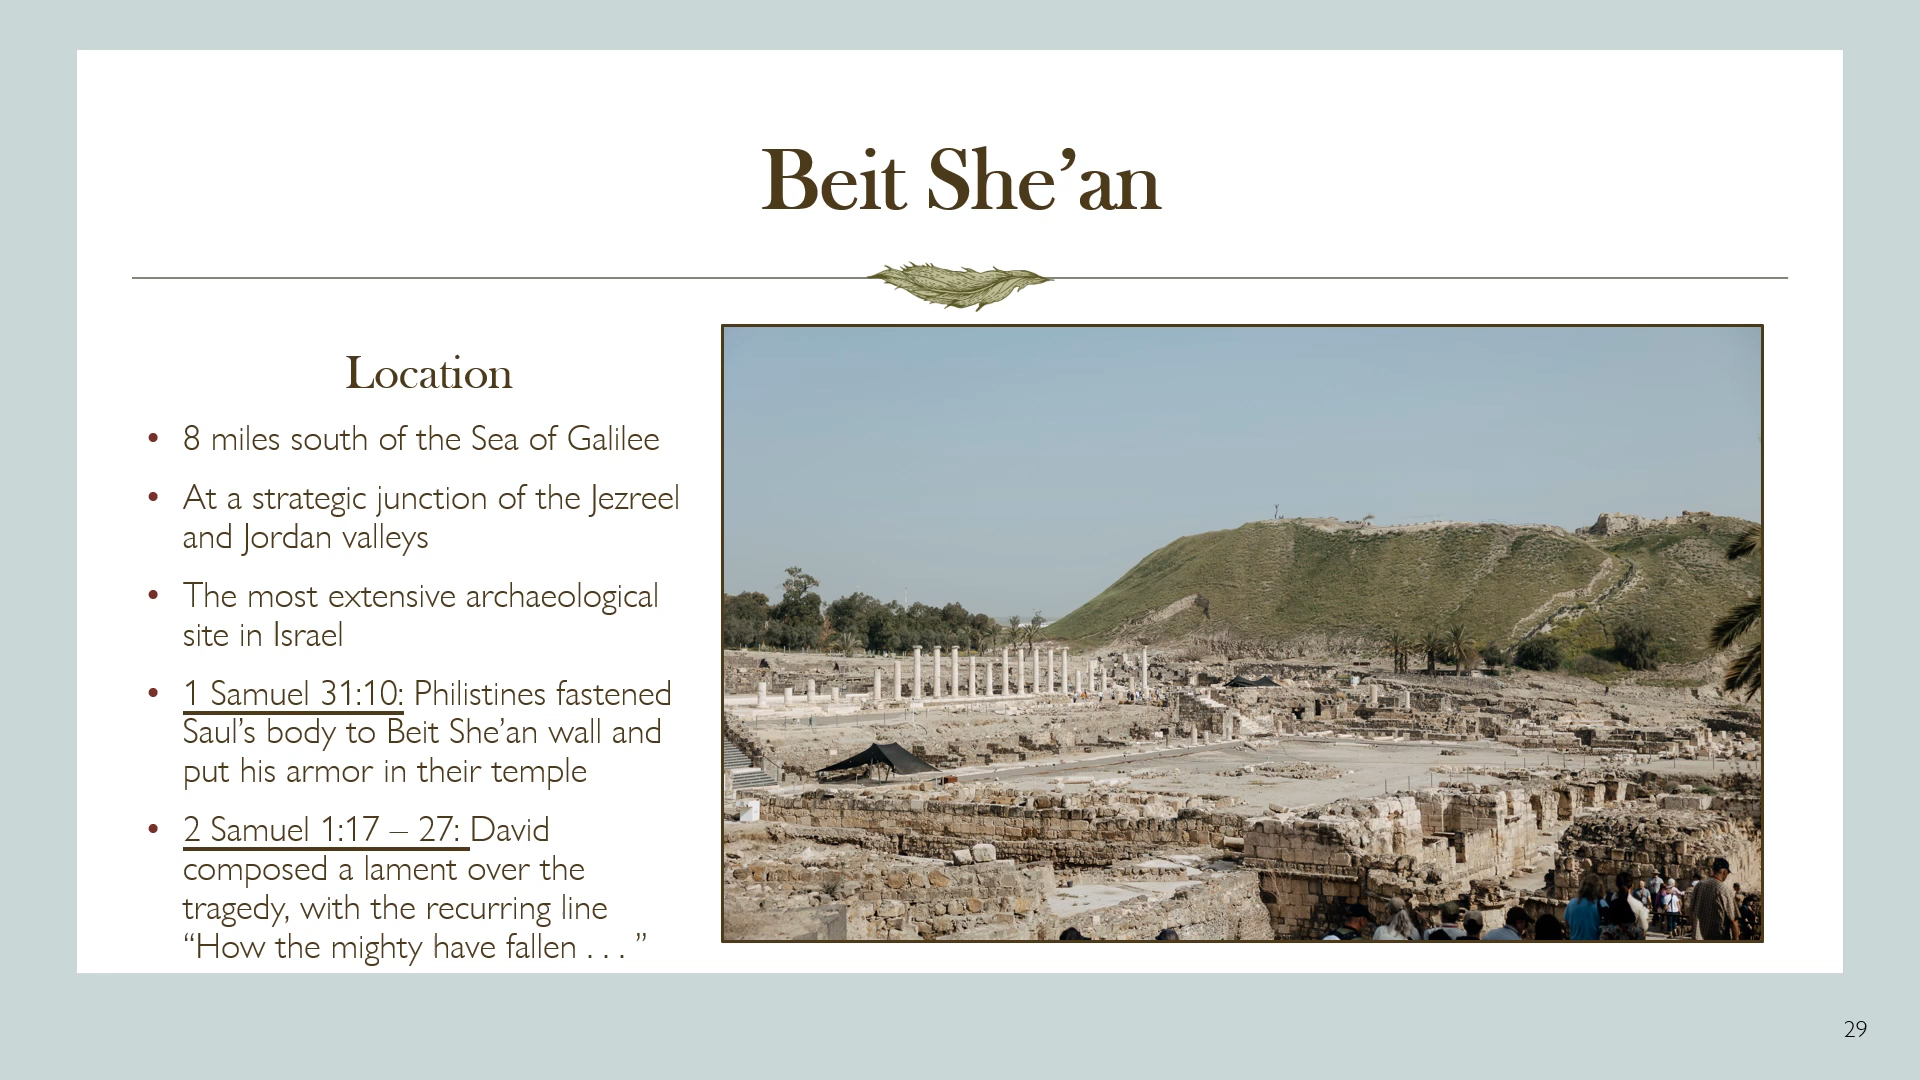 Beit She’an
Location
• 8 miles south of the Sea of Galilee
• At a strategic junction of the Jezreel
and Jordan valleys
• The most extensive archaeological
site in Israel
• 1 Samuel 31:10: Philistines fastened
Saul’s body to Beit She’an wall and
put his armor in their temple
• 2 Samuel 1:17 – 27: David
composed a lament over the
tragedy, with the recurring line
“How the mighty have fallen . . .”
29